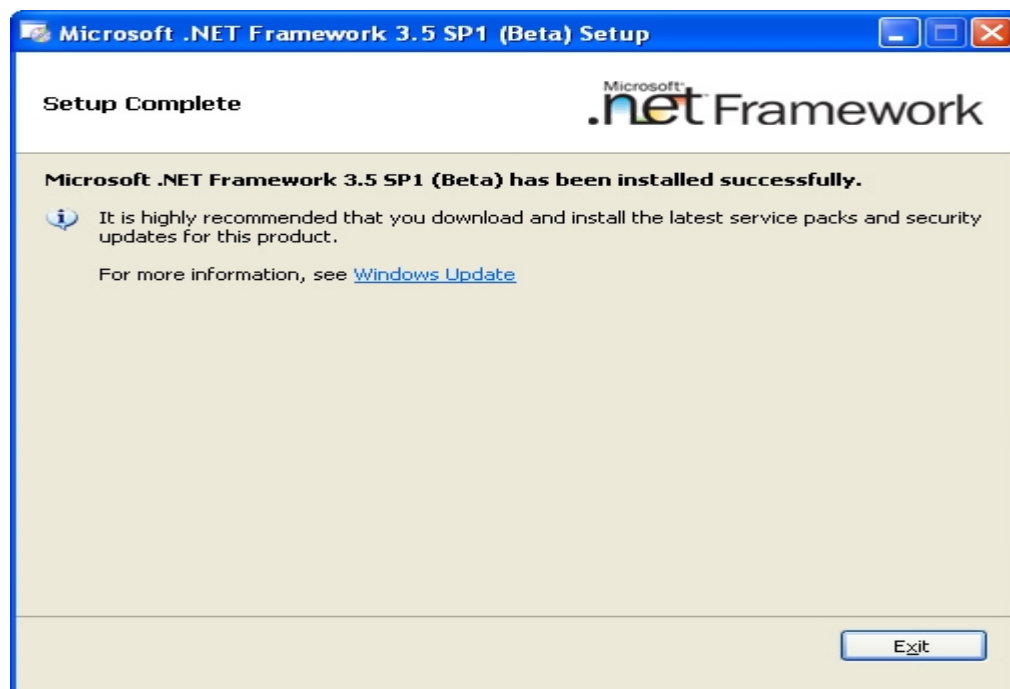 Microsoft .NET Framework 3.5 SP1 (Beta) Setup
Setup Complete
Microsoft
.net Framework
Microsoft .NET Framework 3.5 SP1 (Beta) has been installed successfully.
It is highly recommended that you download and install the latest service packs and security
updates for this product.
For more information, see Windows Update
Exit